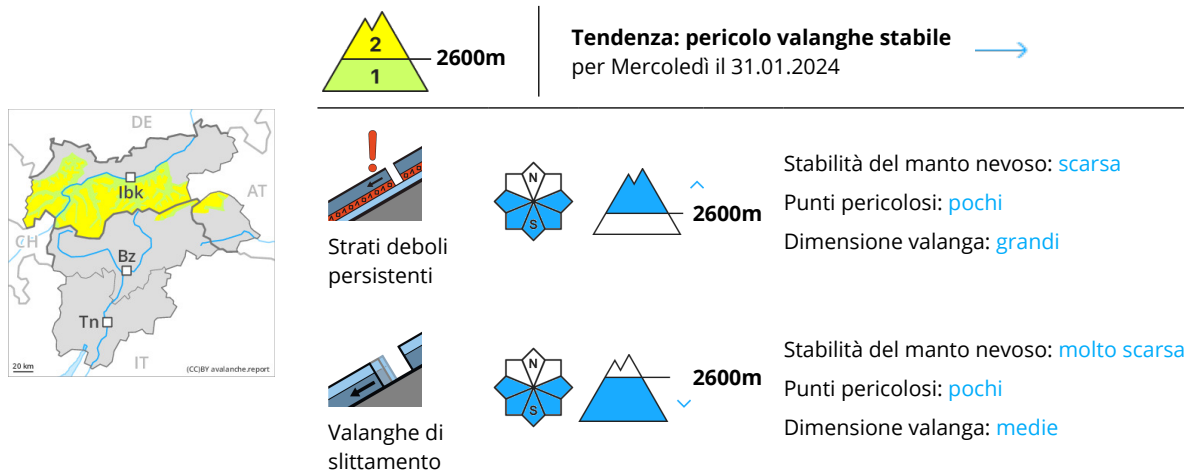 2
1
2600m
Tendenza: pericolo valanghe stabile
per Mercoledì il 31.01.2024
DE
Ibk
AT
CH
Bz
Tn
IT
20 km
(CC)BY avalanche.report
Strati deboli
persistenti
N
S
2600m
Stabilità del manto nevoso: scarsa
Punti pericolosi: pochi
Dimensione valanga: grandi
Valanghe di
slittamento
N
S
2600m
Stabilità del manto nevoso: molto scarsa
Punti pericolosi: pochi
Dimensione valanga: medie